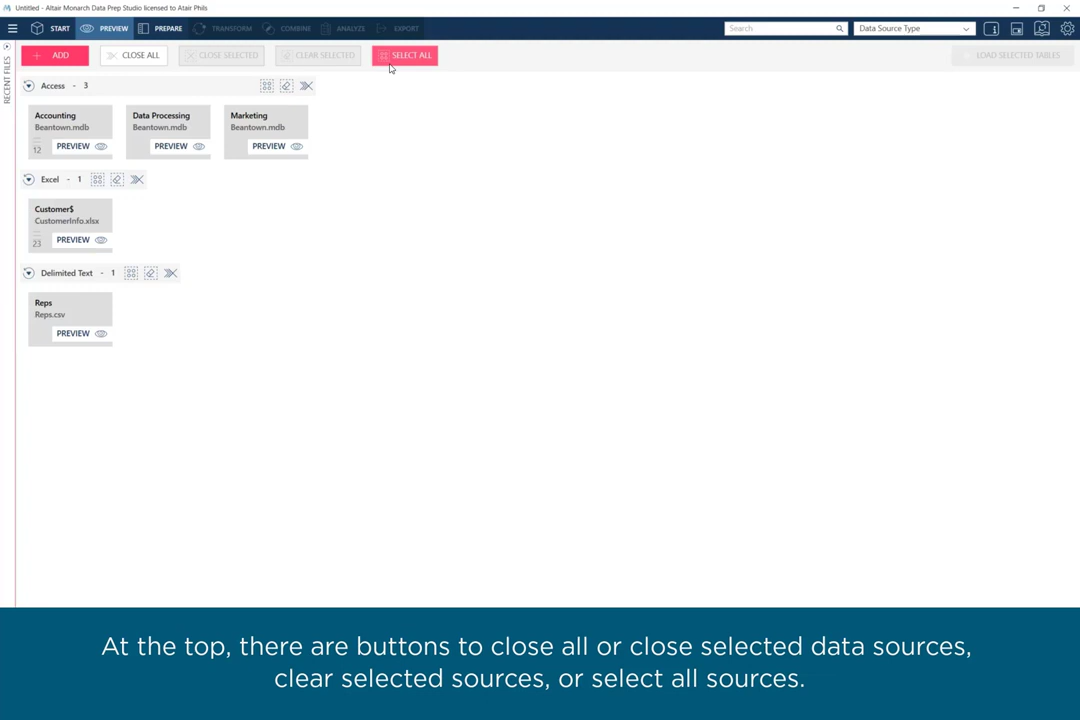 Untitled - Altair Monarch Data Prep Studio licensed to Atair Phils
START PREVIEW PREPARE TRANSFORM COMBINE ANALYZE EXPORT Search Data Source Type
RECENT FILES
+ ADD CLOSE ALL CLOSE SELECTED CLEAR SELECTED SELECT ALL LOAD SELECTED TABLES
Access - 3
Accounting Data Processing Marketing
Beantown.mdb Beantown.mdb Beantown.mdb
12 PREVIEW PREVIEW PREVIEW
Excel - 1
Customer$
CustomerInfo.xlsx
23 PREVIEW
Delimited Text - 1
Reps
Reps.csv
PREVIEW
At the top, there are buttons to close all or close selected data sources,
clear selected sources, or select all sources.